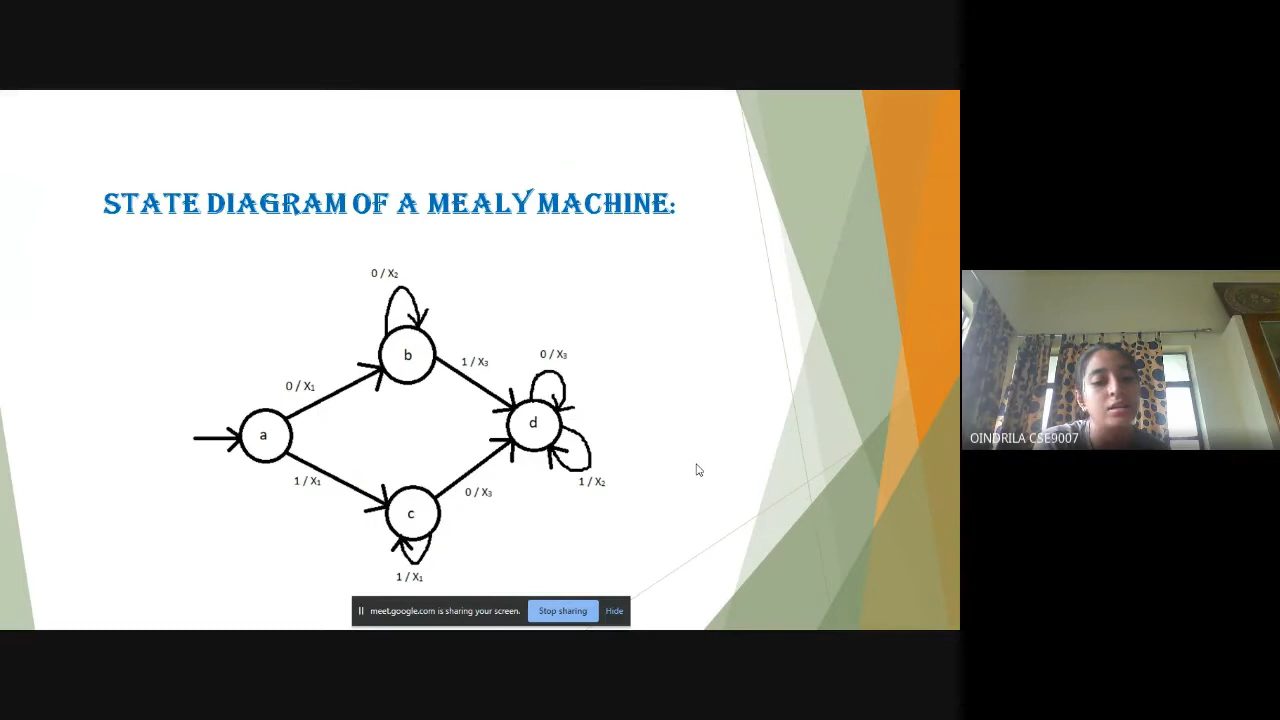 STATE DIAGRAM OF A MEALY MACHINE:
0 / X₂
b
1 / X₃
0 / X₃
0 / X₁
d
a
1 / X₁
0 / X₃
1 / X₂
c
1 / X₁
meet.google.com is sharing your screen. Stop sharing Hide
OINDRILA CSE9007